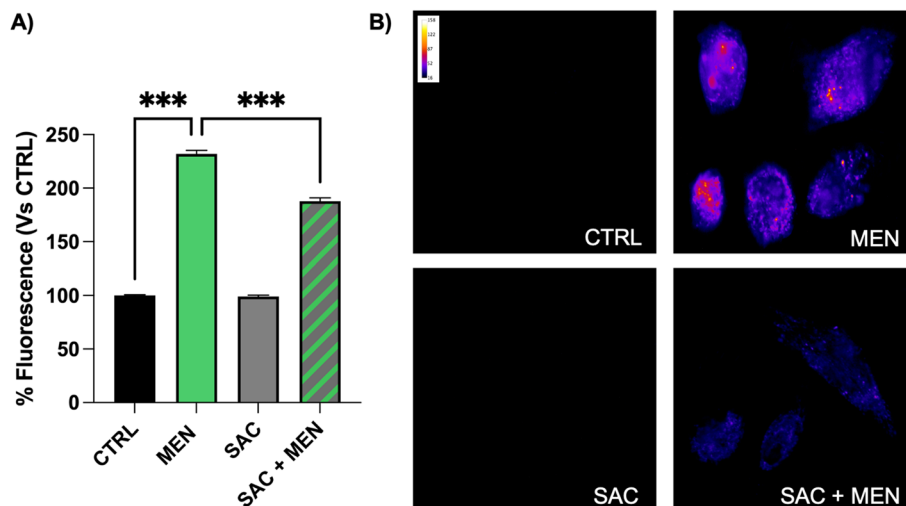 A)
***
***
% Fluorescence (Vs CTRL)
250
200
150
100
50
0
CTRL
MEN
SAC
SAC + MEN
B)
CTRL
MEN
SAC
SAC + MEN